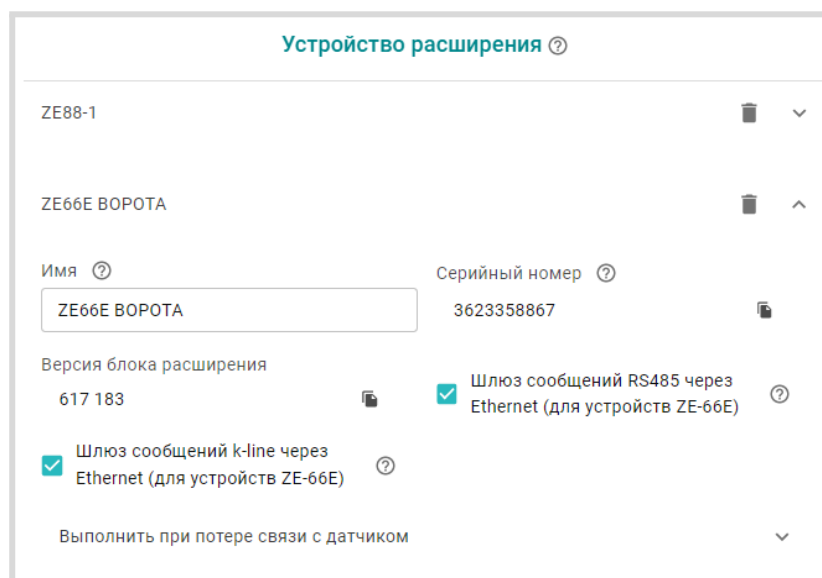 Устройство расширения
ZE88-1
ZE66E ВОРОТА
Имя
Серийный номер
ZE66E ВОРОТА
3623358867
Версия блока расширения
617 183
Шлюз сообщений RS485 через
Ethernet (для устройств ZE-66E)
Шлюз сообщений k-line через
Ethernet (для устройств ZE-66E)
Выполнить при потере связи с датчиком